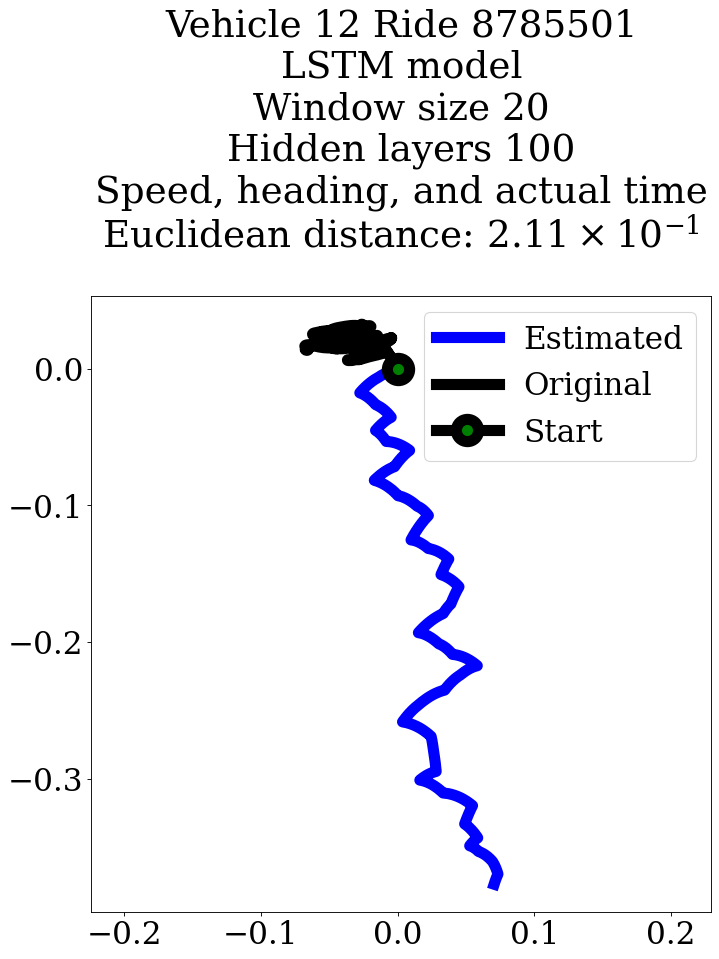 Vehicle 12 Ride 8785501
LSTM model
Window size 20
Hidden layers 100
Speed, heading, and actual time
Euclidean distance: 2.11 × 10⁻¹
Estimated
Original
Start
0.0
−0.1
−0.2
−0.3
−0.2
−0.1
0.0
0.1
0.2